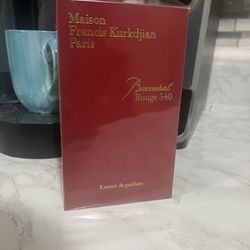 Maison
Francis Kurkdjian
Paris
Baccarat
Rouge 540
Extrait de parfum